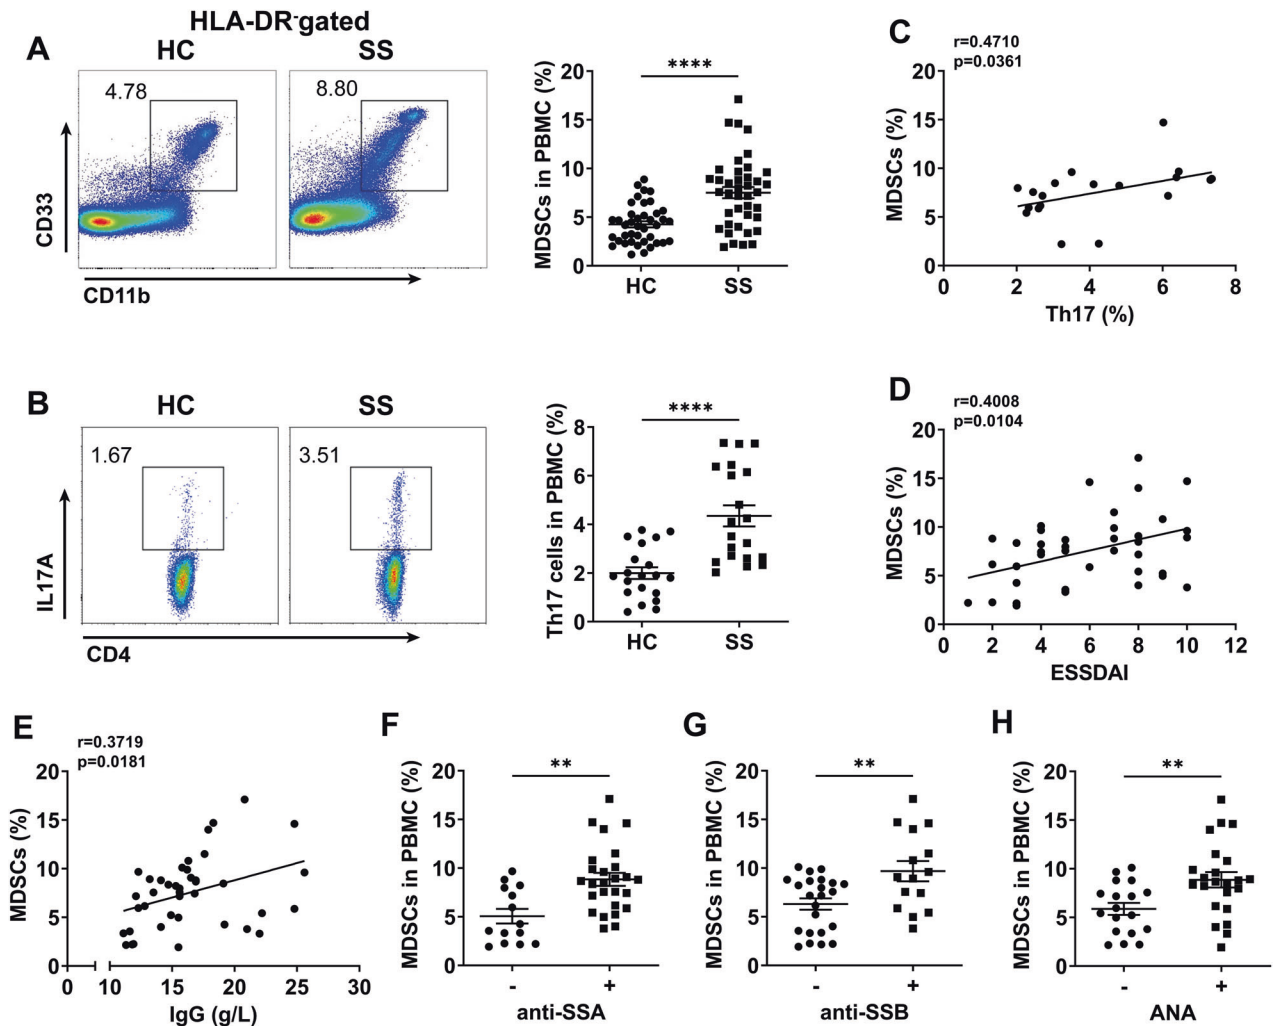 HLA-DR-gated
A
HC
SS
4.78
8.80
CD33
CD11b
MDSCs in PBMC (%)
20
15
10
5
0
****
HC
SS
C
r=0.4710
p=0.0361
MDSCs (%)
20
15
10
5
0
0 2 4 6 8
Th17 (%)
B
HC
SS
1.67
3.51
IL17A
CD4
Th17 cells in PBMC (%)
8
6
4
2
0
****
HC
SS
D
r=0.4008
p=0.0104
MDSCs (%)
20
15
10
5
0
0 2 4 6 8 10 12
ESSDAI
E
r=0.3719
p=0.0181
MDSCs (%)
20
15
10
5
0
0 10 15 20 25 30
IgG (g/L)
F
MDSCs in PBMC (%)
20
15
10
5
0
**
- +
anti-SSA
G
MDSCs in PBMC (%)
20
15
10
5
0
**
- +
anti-SSB
H
MDSCs in PBMC (%)
20
15
10
5
0
**
- +
ANA